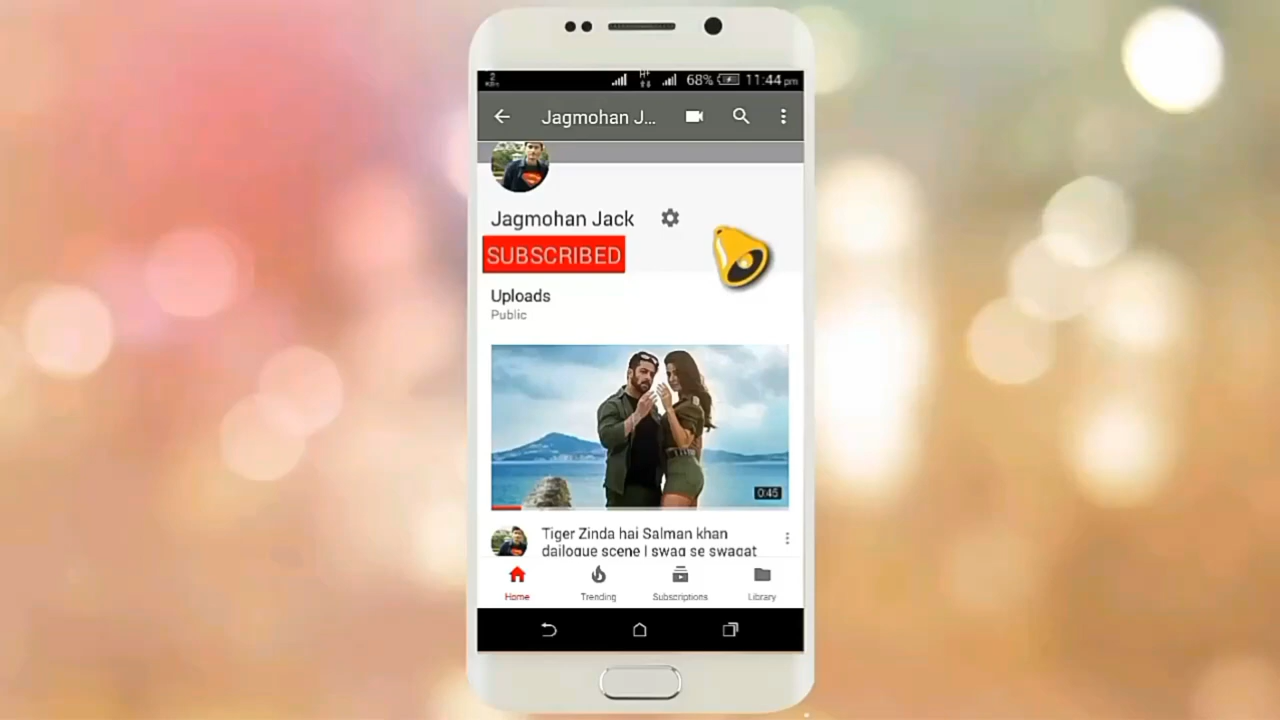 68% 11:44 pm
Jagmohan J...
Jagmohan Jack
SUBSCRIBED
Uploads
Public
0:45
Tiger Zinda hai Salman khan
dailogue scene | swag se swagat
Home
Trending
Subscriptions
Library